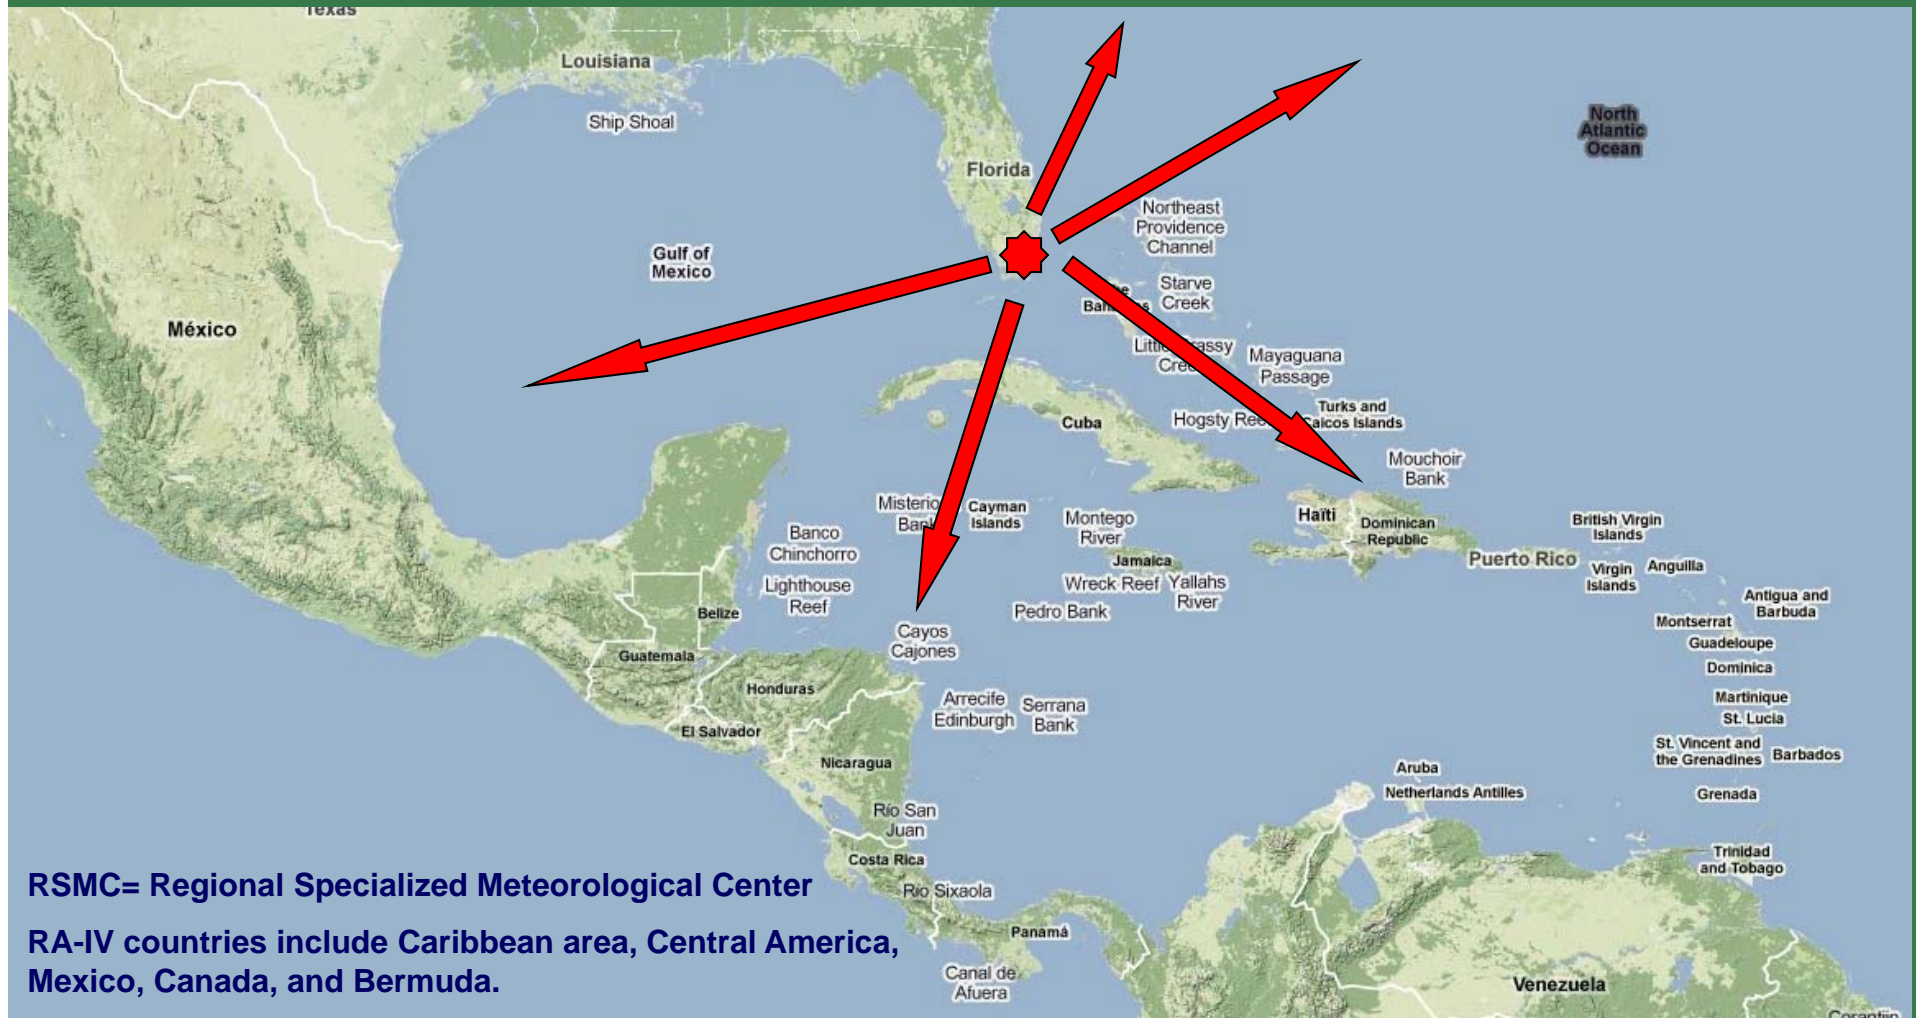 Texas
Louisiana
Ship Shoal
North
Atlantic
Ocean
Florida
Northeast
Providence
Channel
Gulf of
Mexico
Starve
Creek
México
Mayaguana
Passage
Turks and
Caicos Islands
Hogsty
Cuba
Mouchoir
Bank
Misterio
Bank
Cayman
Islands
Montego
River
Haïti
Dominican
Republic
British Virgin
Islands
Banco
Chinchorro
Jamaica
Puerto Rico
Virgin
Islands
Anguilla
Lighthouse
Reef
Wreck Reef
Yallahs
River
Antigua and
Barbuda
Belize
Pedro Bank
Montserrat
Cayos
Cajones
Guadeloupe
Guatemala
Dominica
Honduras
Martinique
Arrecife
Edinburgh
Serrana
Bank
St. Lucia
El Salvador
St. Vincent and
the Grenadines
Barbados
Nicaragua
Aruba
Netherlands Antilles
Grenada
Río San
Juan
Costa Rica
Trinidad
and Tobago
Rio Sixaola
RSMC= Regional Specialized Meteorological Center
RA-IV countries include Caribbean area, Central America,
Mexico, Canada, and Bermuda.
Panamá
Canal de
Afuera
Venezuela